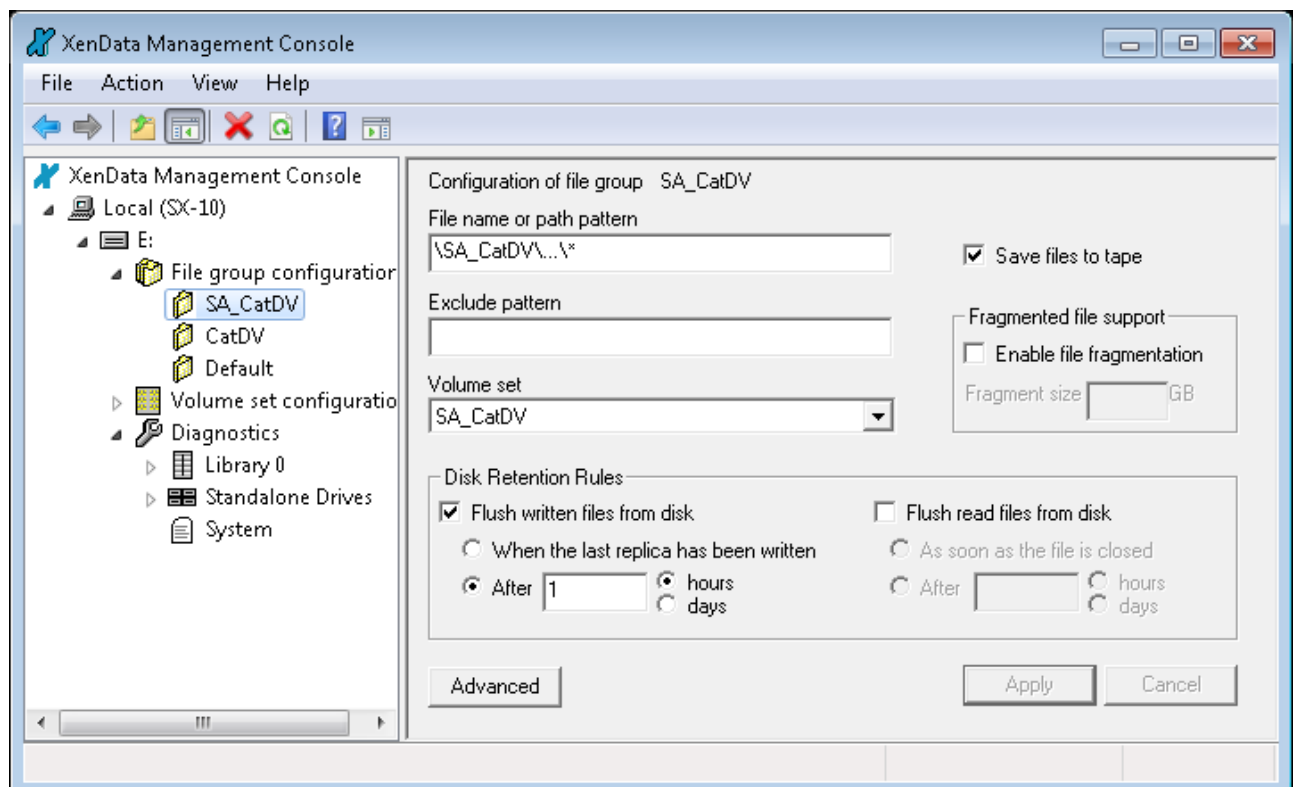 XenData Management Console
File Action View Help
XenData Management Console
Local (SX-10)
E:
File group configuration
SA_CatDV
CatDV
Default
Volume set configuratio
Diagnostics
Library 0
Standalone Drives
System
Configuration of file group SA_CatDV
File name or path pattern
\SA_CatDV\...\*
Save files to tape
Exclude pattern
Fragmented file support
Enable file fragmentation
Fragment size GB
Volume set
SA_CatDV
Disk Retention Rules
Flush written files from disk
When the last replica has been written
After 1 hours
days
Flush read files from disk
As soon as the file is closed
After hours
days
Advanced
Apply Cancel